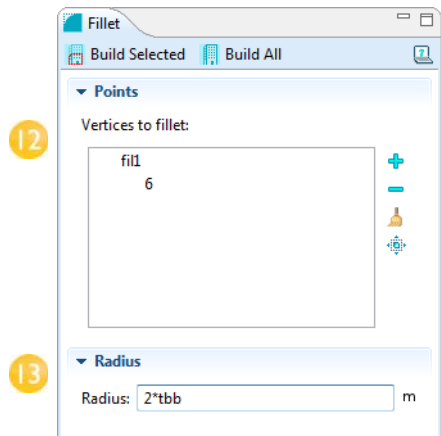 Fillet
Build Selected Build All
Points
12
Vertices to fillet:
fil1
6
13
Radius
Radius: 2*tbb m